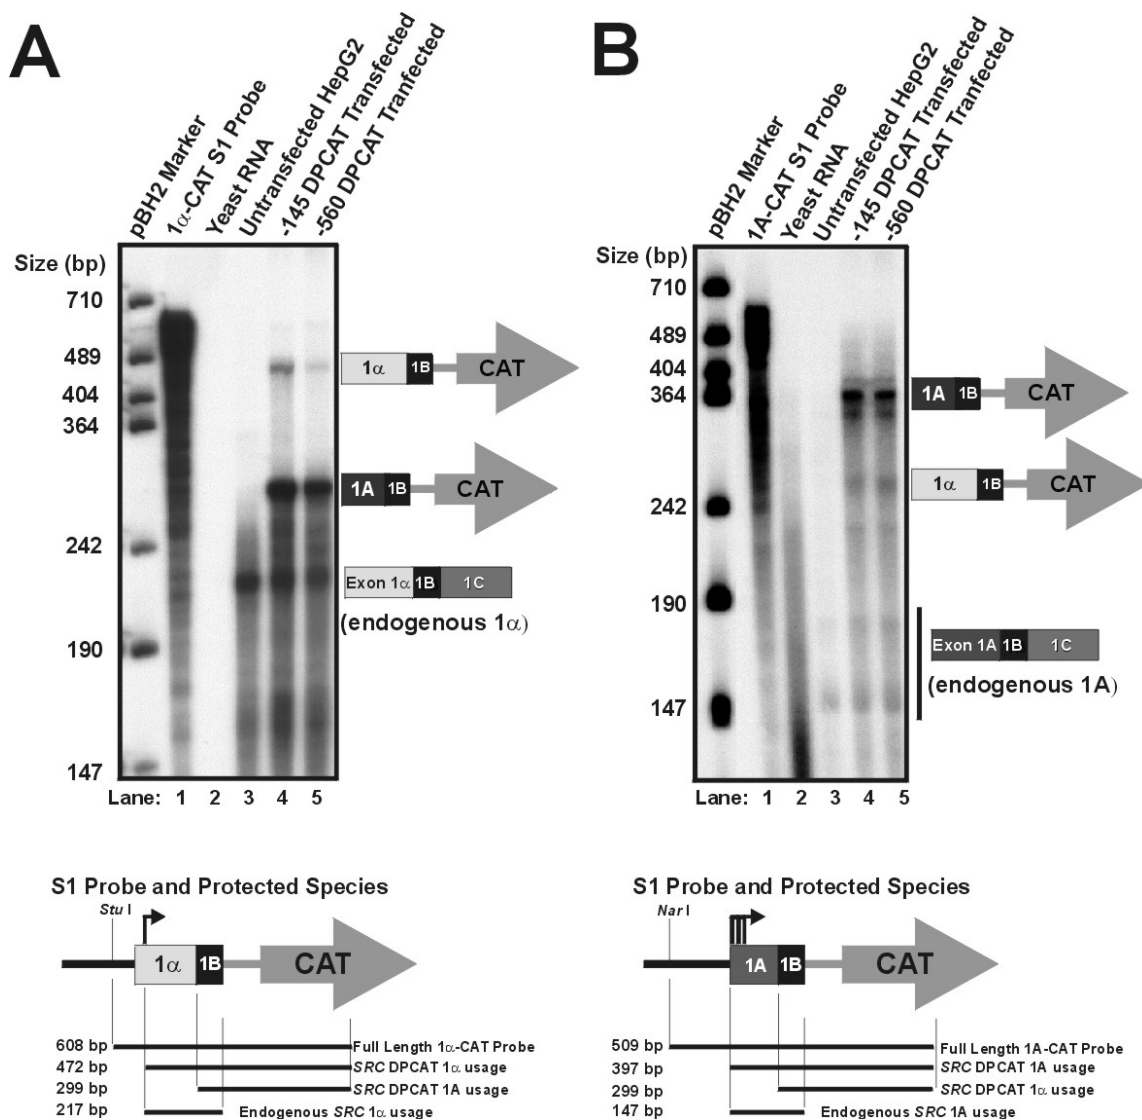 A
pBH2 Marker
1α-CAT S1 Probe
Yeast RNA
Untransfected HepG2
-145 DPCAT Transfected
-560 DPCAT Tranfected
Size (bp)
710
489
404
364
242
190
147
1α 1B CAT
1A 1B CAT
Exon 1α 1B 1C
(endogenous 1α)
Lane: 1 2 3 4 5
S1 Probe and Protected Species
Stu I
1α 1B CAT
608 bp Full Length 1α-CAT Probe
472 bp SRC DPCAT 1α usage
299 bp SRC DPCAT 1A usage
217 bp Endogenous SRC 1α usage
B
pBH2 Marker
1A-CAT S1 Probe
Yeast RNA
Untransfected HepG2
-145 DPCAT Transfected
-560 DPCAT Tranfected
Size (bp)
710
489
404
364
242
190
147
1A 1B CAT
1α 1B CAT
Exon 1A 1B 1C
(endogenous 1A)
Lane: 1 2 3 4 5
S1 Probe and Protected Species
Nar I
1A 1B CAT
509 bp Full Length 1A-CAT Probe
397 bp SRC DPCAT 1A usage
299 bp SRC DPCAT 1α usage
147 bp Endogenous SRC 1A usage